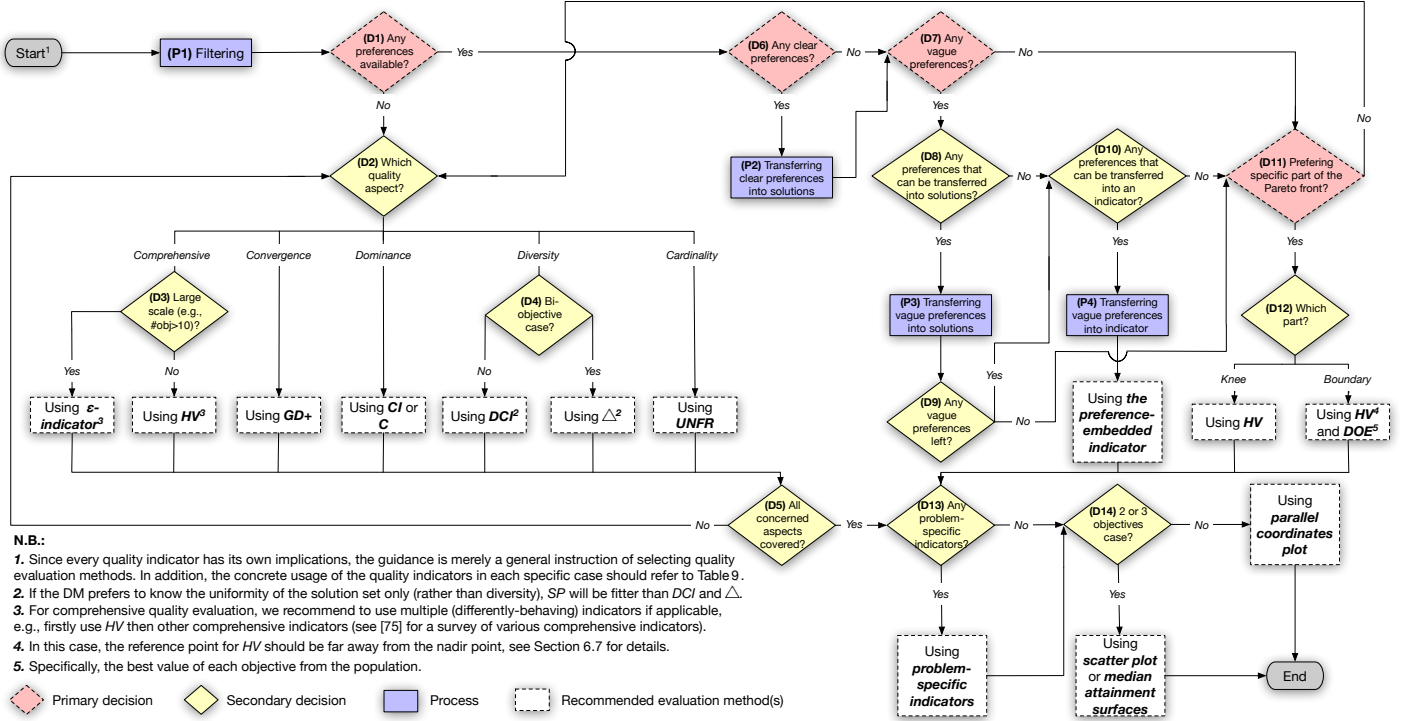 Start1
(P1) Filtering
(D1) Any
preferences
available?
Yes
(D6) Any clear
preferences?
No
(D7) Any
vague
preferences?
No
No
Yes
Yes
No
(D2) Which
quality
aspect?
(P2) Transferring
clear preferences
into solutions
(D8) Any
preferences that
can be transferred
into solutions?
No
(D10) Any
preferences that
can be transferred
into an
indicator?
No
(D11) Prefering
specific part of the
Pareto front?
Yes
Yes
Yes
Comprehensive
Convergence
Dominance
Diversity
Cardinality
(D3) Large
scale (e.g.,
#obj>10)?
(D4) Bi-
objective
case?
(P3) Transferring
vague preferences
into solutions
(P4) Transferring
vague preferences
into indicator
(D12) Which
part?
Yes
No
No
Yes
Yes
Knee
Boundary
Using ε-
indicator3
Using HV3
Using GD+
Using CI or
C
Using DCI2
Using △2
Using
UNFR
(D9) Any
vague
preferences
left?
No
Using the
preference-
embedded
indicator
Using HV
Using HV4
and DOE5
No
(D5) All
concerned
aspects
covered?
Yes
(D13) Any
problem-
specific
indicators?
No
(D14) 2 or 3
objectives
case?
No
Using
parallel
coordinates
plot
Yes
Yes
N.B.:
1. Since every quality indicator has its own implications, the guidance is merely a general instruction of selecting quality
evaluation methods. In addition, the concrete usage of the quality indicators in each specific case should refer to Table 9.
2. If the DM prefers to know the uniformity of the solution set only (rather than diversity), SP will be fitter than DCI and △.
3. For comprehensive quality evaluation, we recommend to use multiple (differently-behaving) indicators if applicable,
e.g., firstly use HV then other comprehensive indicators (see [75] for a survey of various comprehensive indicators).
4. In this case, the reference point for HV should be far away from the nadir point, see Section 6.7 for details.
5. Specifically, the best value of each objective from the population.
Using
problem-
specific
indicators
Using
scatter plot
or median
attainment
surfaces
End
Primary decision
Secondary decision
Process
Recommended evaluation method(s)